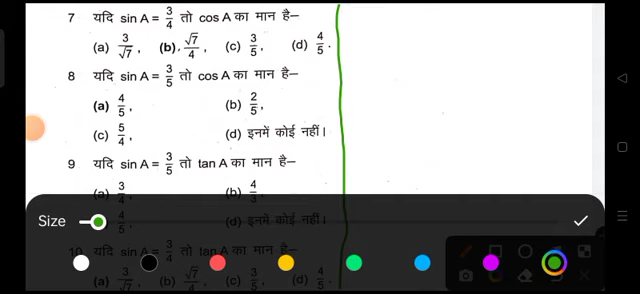 7 यदि sin A = 3/4 तो cos A का मान है–
(a) 3/√7, (b). √7/4, (c) 3/5, (d) 4/5.
8 यदि sin A = 3/5 तो cos A का मान है–
(a) 4/5, (b) 2/5,
(c) 5/4, (d) इनमें कोई नहीं।
9 यदि sin A = 3/5 तो tan A का मान है–
(a) 3/4, (b) 4/3,
Size
4/5, (d) इनमें कोई नहीं।
10 यदि sin A = 3/4 तो tan A का मान है–
(a) 3/√7, (b) √7/4, (c) 3/5, (d) 4/5.